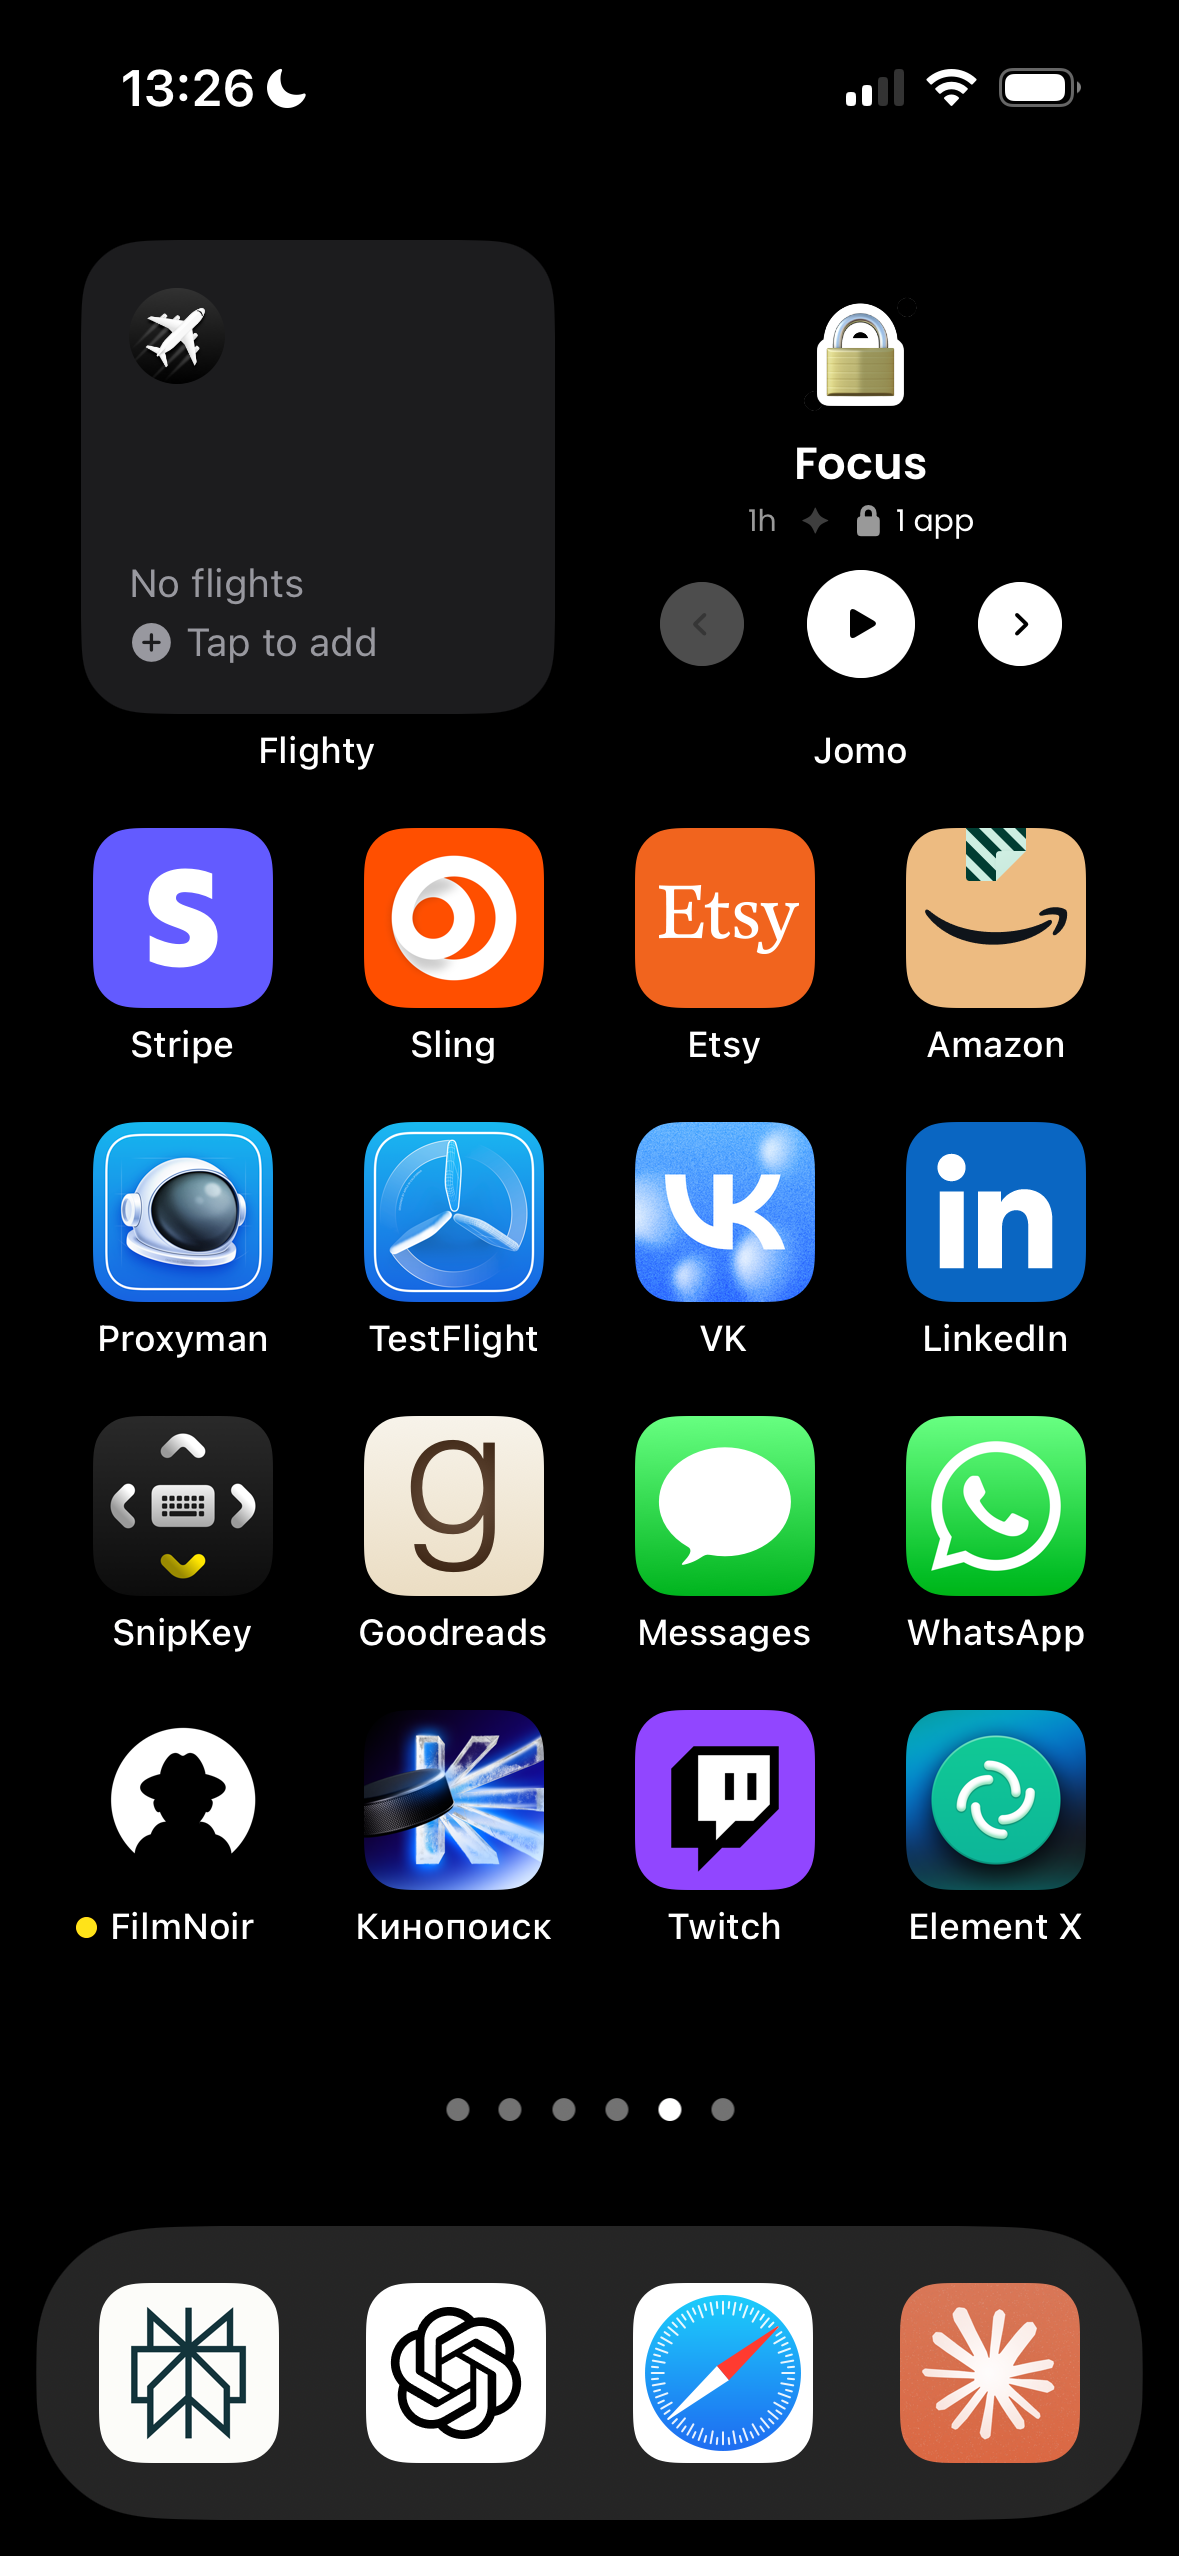 13:26
No flights
Tap to add
Flighty
Focus
1h 1 app
Jomo
S
Etsy
Stripe Sling Etsy Amazon
VK in
Proxyman TestFlight VK LinkedIn
g
SnipKey Goodreads Messages WhatsApp
K
FilmNoir Кинопоиск Twitch Element X